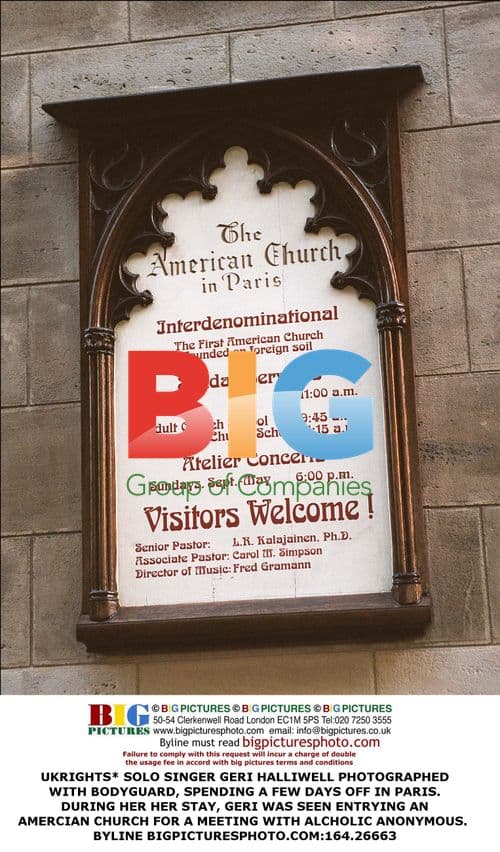 The
American Church
in Paris
Interdenominational
The First American Church
on foreign soil
11:00 a.m.
9:45
BIG
Atelier Concerts
Group of Companies
Sundays, Sept.-May 6:00 p.m.
Visitors Welcome !
Senior Pastor: L.K. Kalajainen, Ph.D.
Associate Pastor: Carol M. Simpson
Director of Music: Fred Gramann
BIG PICTURES
© BIG PICTURES © BIG PICTURES © BIG PICTURES
50-54 Clerkenwell Road London EC1M 5PS Tel:020 7250 3555
www.bigpicturesphoto.com email: info@bigpictures.co.uk
Byline must read bigpicturesphoto.com
Failure to comply with this request will incur a charge of double
the usage fee in accord with big pictures terms and conditions
UKRIGHTS* SOLO SINGER GERI HALLIWELL PHOTOGRAPHED
WITH BODYGUARD, SPENDING A FEW DAYS OFF IN PARIS.
DURING HER HER STAY, GERI WAS SEEN ENTRYING AN
AMERCIAN CHURCH FOR A MEETING WITH ALCHOLIC ANONYMOUS.
BYLINE BIGPICTURESPHOTO.COM:164.26663